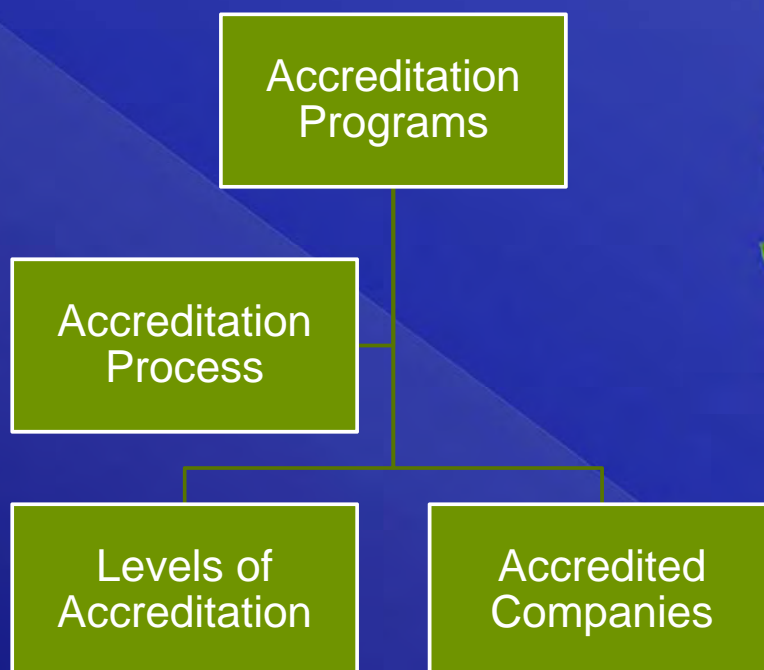 Accreditation
Programs
Accreditation
Process
Levels of
Accreditation
Accredited
Companies